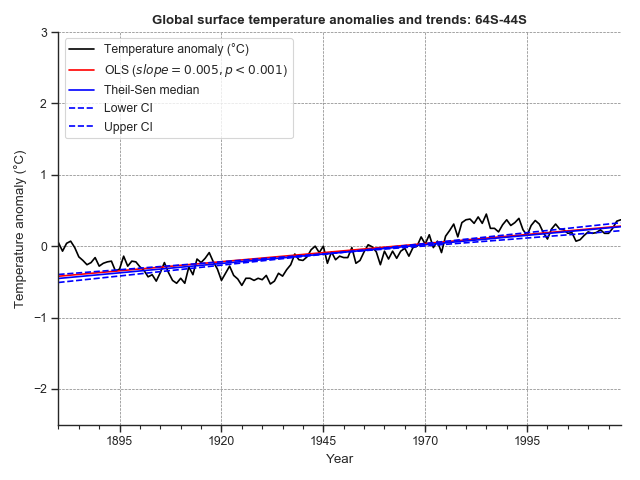 Global surface temperature anomalies and trends: 64S-44S
Temperature anomaly (°C)
OLS (slope = 0.005, p < 0.001)
Theil-Sen median
Lower CI
Upper CI
3
2
1
0
−1
−2
Temperature anomaly (°C)
1895
1920
1945
1970
1995
Year